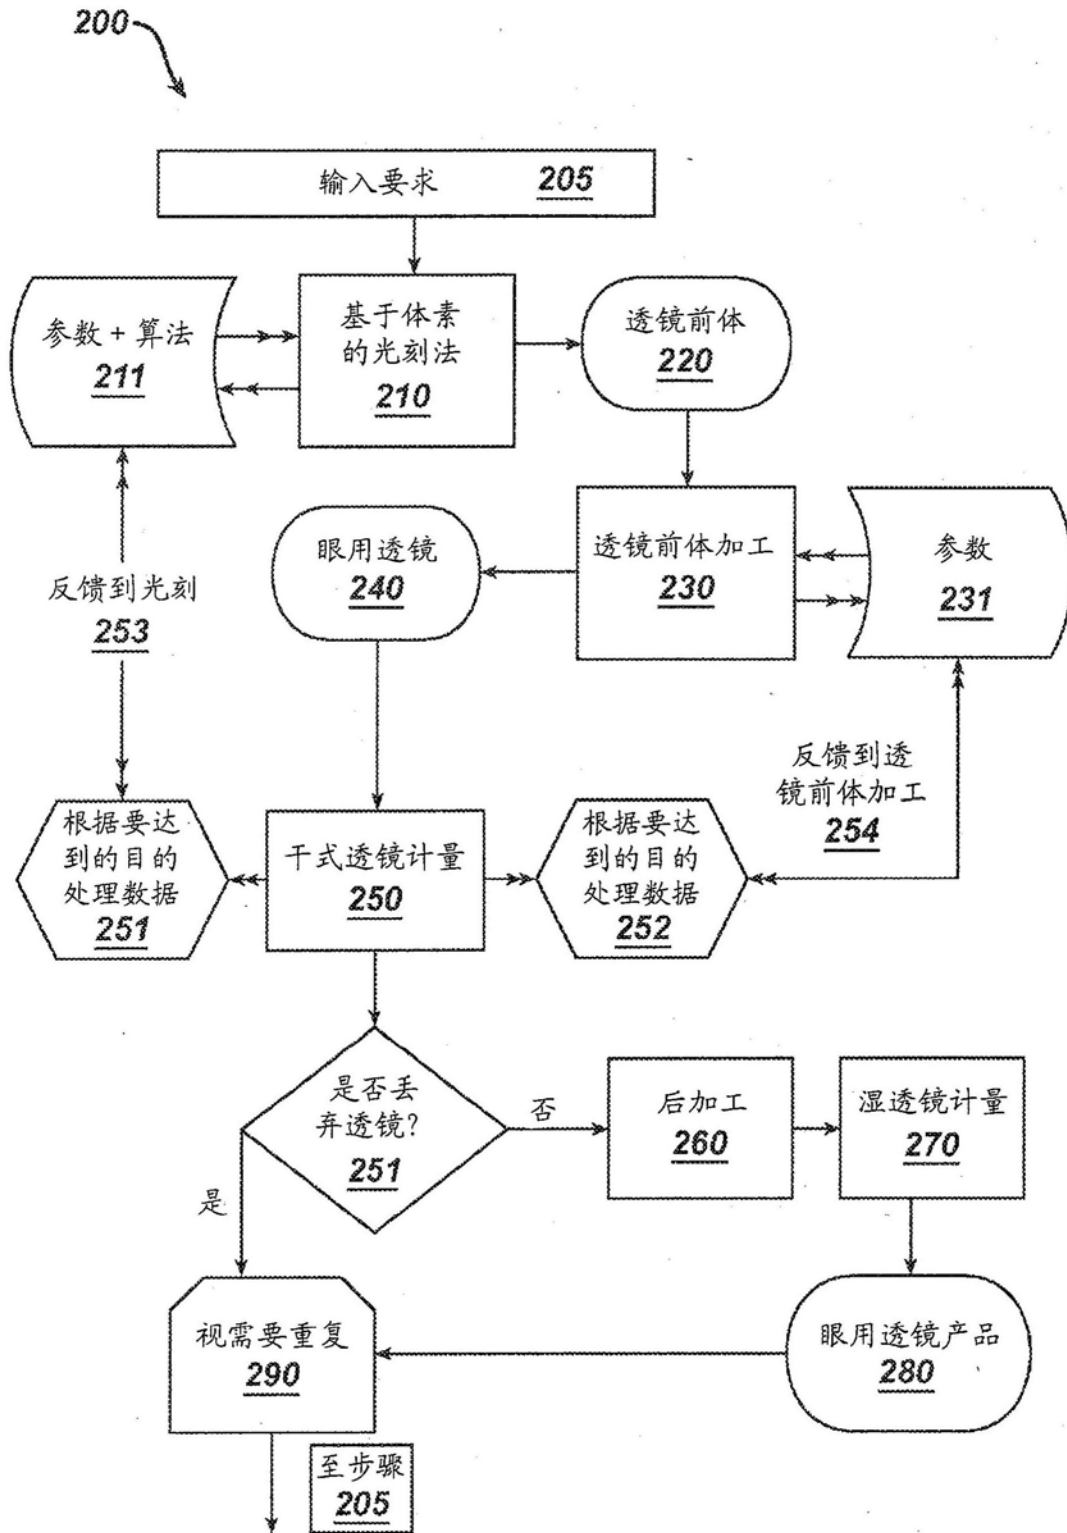 200
输入要求 205
参数 + 算法
211
基于体素
的光刻法
210
透镜前体
220
反馈到光刻
253
眼用透镜
240
透镜前体加工
230
参数
231
反馈到透
镜前体加工
254
根据要达
到的目的
处理数据
251
干式透镜计量
250
根据要达
到的目的
处理数据
252
是否丢
弃透镜?
251
否
是
后加工
260
湿透镜计量
270
视需要重复
290
眼用透镜产品
280
至步骤
205